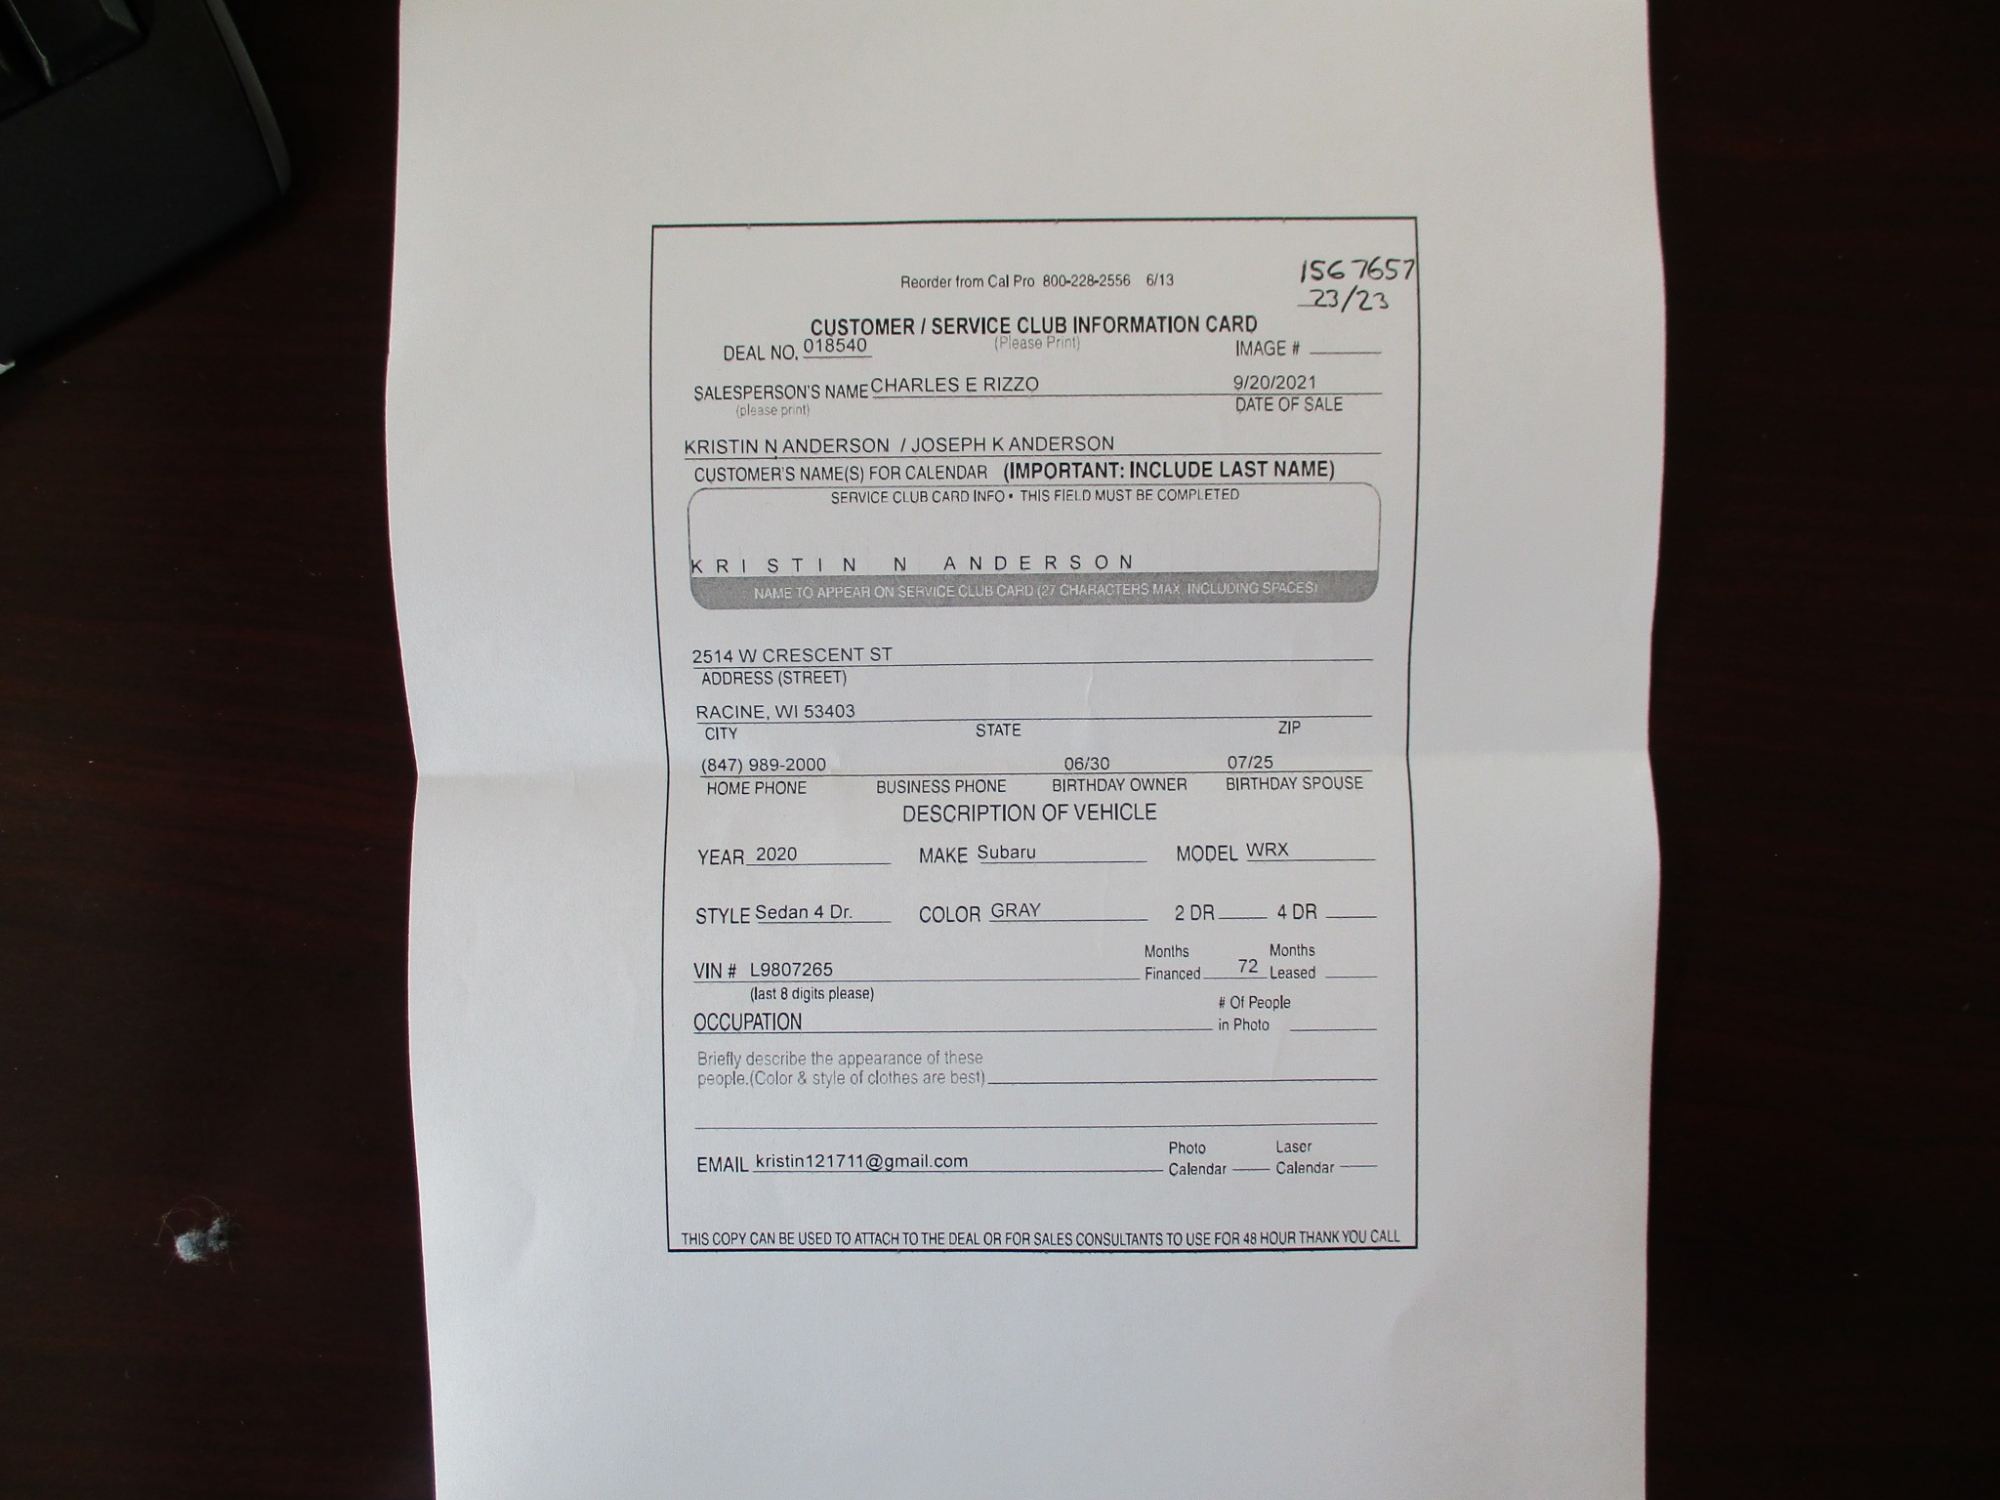 Reorder from Cal Pro 800-228-2556 6/13
1567657
23/23
CUSTOMER / SERVICE CLUB INFORMATION CARD
DEAL NO. 018540 (Please Print) IMAGE #
SALESPERSON'S NAME CHARLES E RIZZO 9/20/2021
(please print) DATE OF SALE
KRISTIN N ANDERSON / JOSEPH K ANDERSON
CUSTOMER'S NAME(S) FOR CALENDAR (IMPORTANT: INCLUDE LAST NAME)
SERVICE CLUB CARD INFO • THIS FIELD MUST BE COMPLETED
KRISTIN N ANDERSON
NAME TO APPEAR ON SERVICE CLUB CARD (27 CHARACTERS MAX. INCLUDING SPACES)
2514 W CRESCENT ST
ADDRESS (STREET)
RACINE, WI 53403
CITY STATE ZIP
(847) 989-2000 06/30 07/25
HOME PHONE BUSINESS PHONE BIRTHDAY OWNER BIRTHDAY SPOUSE
DESCRIPTION OF VEHICLE
YEAR 2020 MAKE Subaru MODEL WRX
STYLE Sedan 4 Dr. COLOR GRAY 2 DR 4 DR
Months Months
VIN # L9807265 Financed 72 Leased
(last 8 digits please) # Of People
OCCUPATION in Photo
Briefly describe the appearance of these
people.(Color & style of clothes are best)
Photo Laser
EMAIL kristin121711@gmail.com Calendar Calendar
THIS COPY CAN BE USED TO ATTACH TO THE DEAL OR FOR SALES CONSULTANTS TO USE FOR 48 HOUR THANK YOU CALL